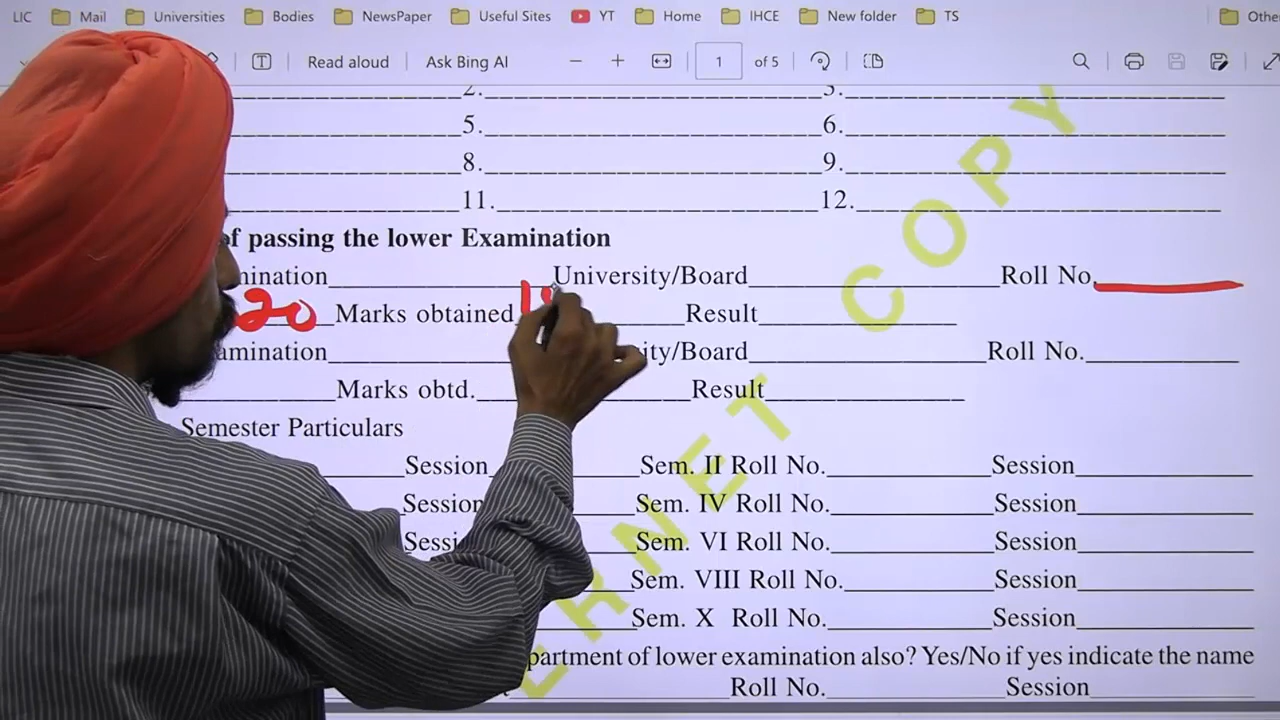 LIC Mail Universities Bodies NewsPaper Useful Sites YT Home IHCE New folder TS
Read aloud Ask Bing AI 1 of 5
2. 3.
5. 6.
8. 9.
11. 12.
of passing the lower Examination
mination University/Board Roll No.
20 Marks obtained Result
amination ity/Board Roll No.
Marks obtd. Result
Semester Particulars
Session Sem. II Roll No. Session
Session Sem. IV Roll No. Session
Sessi Sem. VI Roll No. Session
Sem. VIII Roll No. Session
Sem. X Roll No. Session
partment of lower examination also? Yes/No if yes indicate the name
Roll No. Session
ERNET COPY